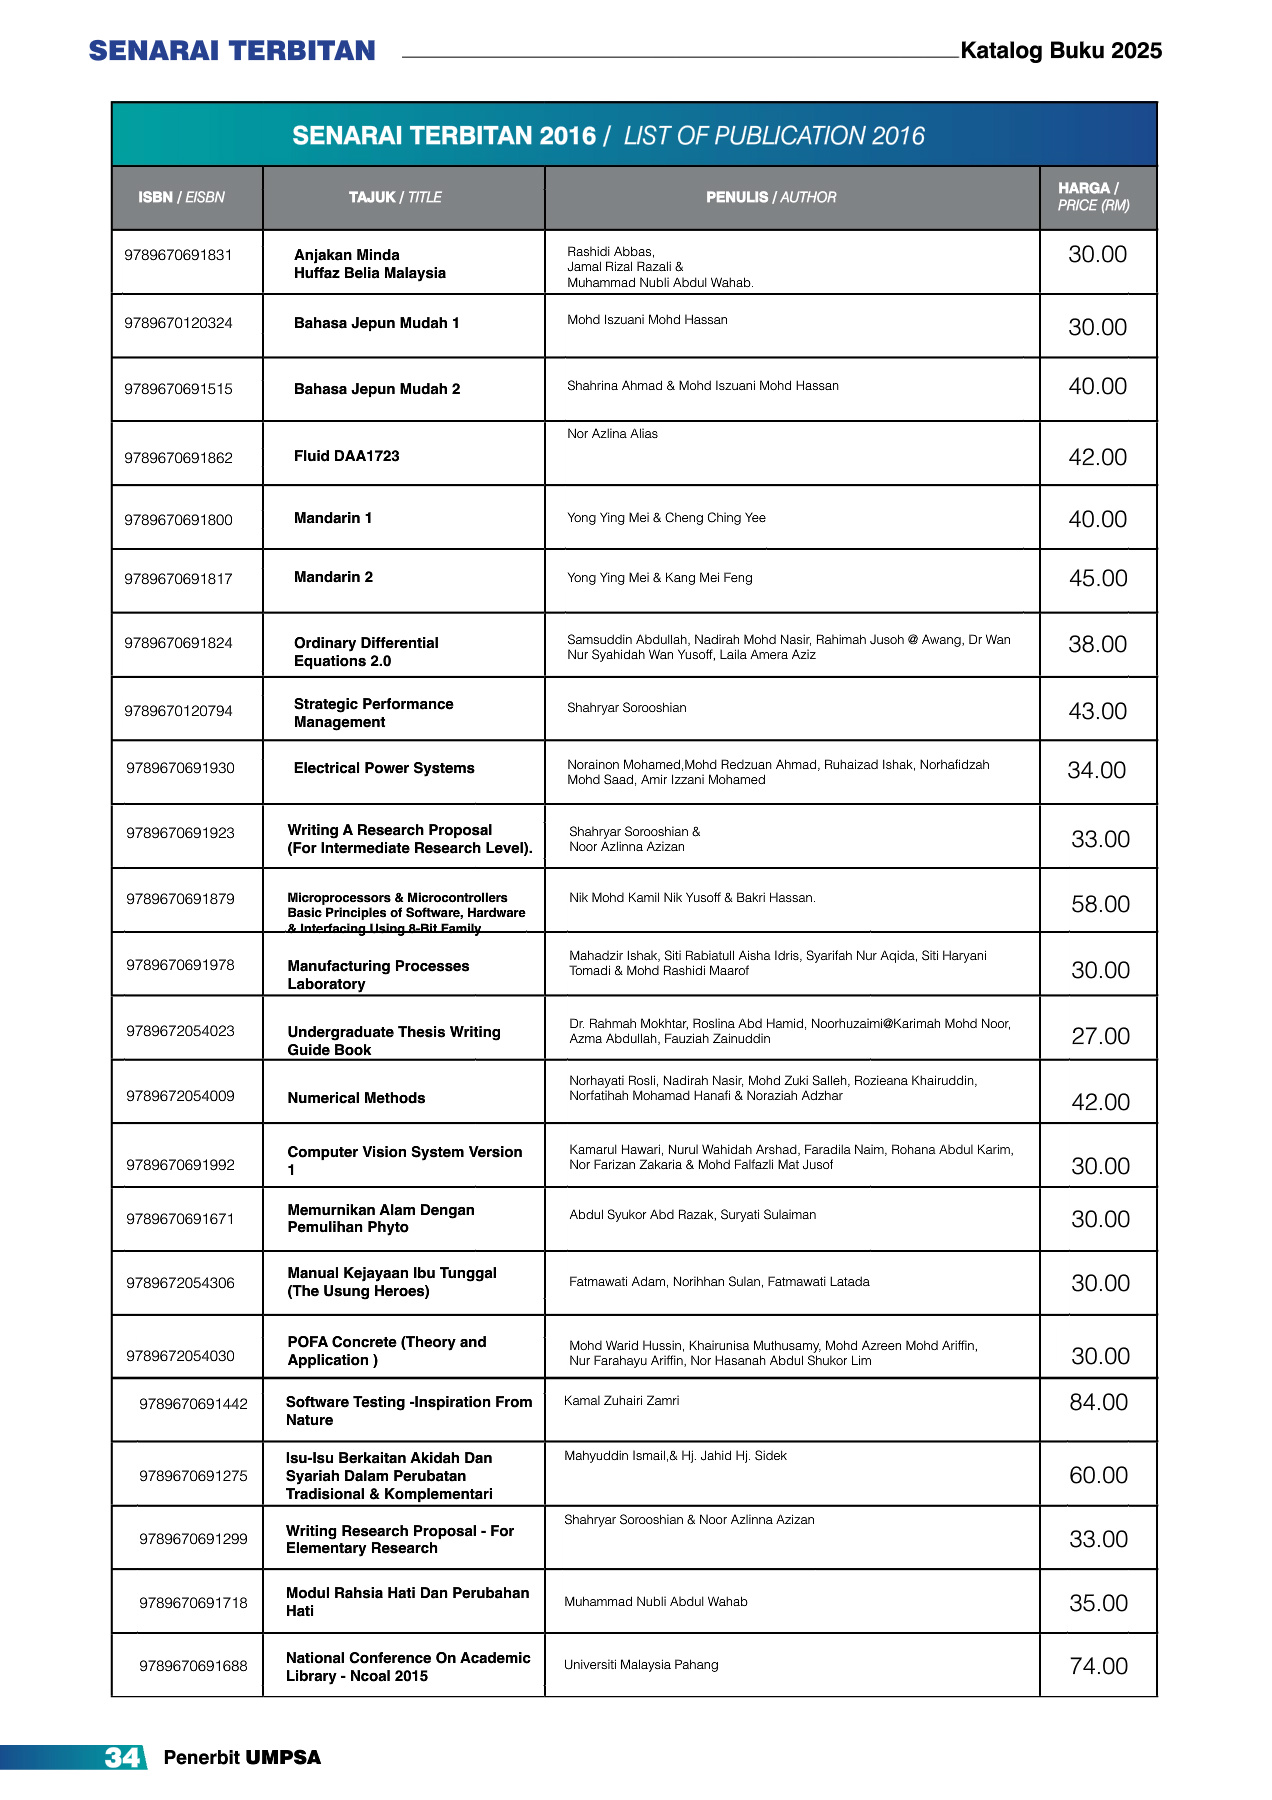 SENARAI TERBITAN
Katalog Buku 2025
SENARAI TERBITAN 2016 / LIST OF PUBLICATION 2016
ISBN / EISBN
TAJUK / TITLE
PENULIS / AUTHOR
HARGA /
PRICE (RM)
9789670691831
Anjakan Minda
Huffaz Belia Malaysia
Rashidi Abbas,
Jamal Rizal Razali &
Muhammad Nubli Abdul Wahab.
30.00
9789670120324
Bahasa Jepun Mudah 1
Mohd Iszuani Mohd Hassan
30.00
9789670691515
Bahasa Jepun Mudah 2
Shahrina Ahmad & Mohd Iszuani Mohd Hassan
40.00
9789670691862
Fluid DAA1723
Nor Azlina Alias
42.00
9789670691800
Mandarin 1
Yong Ying Mei & Cheng Ching Yee
40.00
9789670691817
Mandarin 2
Yong Ying Mei & Kang Mei Feng
45.00
9789670691824
Ordinary Differential
Equations 2.0
Samsuddin Abdullah, Nadirah Mohd Nasir, Rahimah Jusoh @ Awang, Dr Wan
Nur Syahidah Wan Yusoff, Laila Amera Aziz
38.00
9789670120794
Strategic Performance
Management
Shahryar Sorooshian
43.00
9789670691930
Electrical Power Systems
Norainon Mohamed,Mohd Redzuan Ahmad, Ruhaizad Ishak, Norhafidzah
Mohd Saad, Amir Izzani Mohamed
34.00
9789670691923
Writing A Research Proposal
(For Intermediate Research Level).
Shahryar Sorooshian &
Noor Azlinna Azizan
33.00
9789670691879
Microprocessors & Microcontrollers
Basic Principles of Software, Hardware
& Interfacing Using 8-Bit Family
Nik Mohd Kamil Nik Yusoff & Bakri Hassan.
58.00
9789670691978
Manufacturing Processes
Laboratory
Mahadzir Ishak, Siti Rabiatull Aisha Idris, Syarifah Nur Aqida, Siti Haryani
Tomadi & Mohd Rashidi Maarof
30.00
9789672054023
Undergraduate Thesis Writing
Guide Book
Dr. Rahmah Mokhtar, Roslina Abd Hamid, Noorhuzaimi@Karimah Mohd Noor,
Azma Abdullah, Fauziah Zainuddin
27.00
9789672054009
Numerical Methods
Norhayati Rosli, Nadirah Nasir, Mohd Zuki Salleh, Rozieana Khairuddin,
Norfatihah Mohamad Hanafi & Noraziah Adzhar
42.00
9789670691992
Computer Vision System Version
1
Kamarul Hawari, Nurul Wahidah Arshad, Faradila Naim, Rohana Abdul Karim,
Nor Farizan Zakaria & Mohd Falfazli Mat Jusof
30.00
9789670691671
Memurnikan Alam Dengan
Pemulihan Phyto
Abdul Syukor Abd Razak, Suryati Sulaiman
30.00
9789672054306
Manual Kejayaan Ibu Tunggal
(The Usung Heroes)
Fatmawati Adam, Norihhan Sulan, Fatmawati Latada
30.00
9789672054030
POFA Concrete (Theory and
Application )
Mohd Warid Hussin, Khairunisa Muthusamy, Mohd Azreen Mohd Ariffin,
Nur Farahayu Ariffin, Nor Hasanah Abdul Shukor Lim
30.00
9789670691442
Software Testing -Inspiration From
Nature
Kamal Zuhairi Zamri
84.00
9789670691275
Isu-Isu Berkaitan Akidah Dan
Syariah Dalam Perubatan
Tradisional & Komplementari
Mahyuddin Ismail,& Hj. Jahid Hj. Sidek
60.00
9789670691299
Writing Research Proposal - For
Elementary Research
Shahryar Sorooshian & Noor Azlinna Azizan
33.00
9789670691718
Modul Rahsia Hati Dan Perubahan
Hati
Muhammad Nubli Abdul Wahab
35.00
9789670691688
National Conference On Academic
Library - Ncoal 2015
Universiti Malaysia Pahang
74.00
34
Penerbit UMPSA